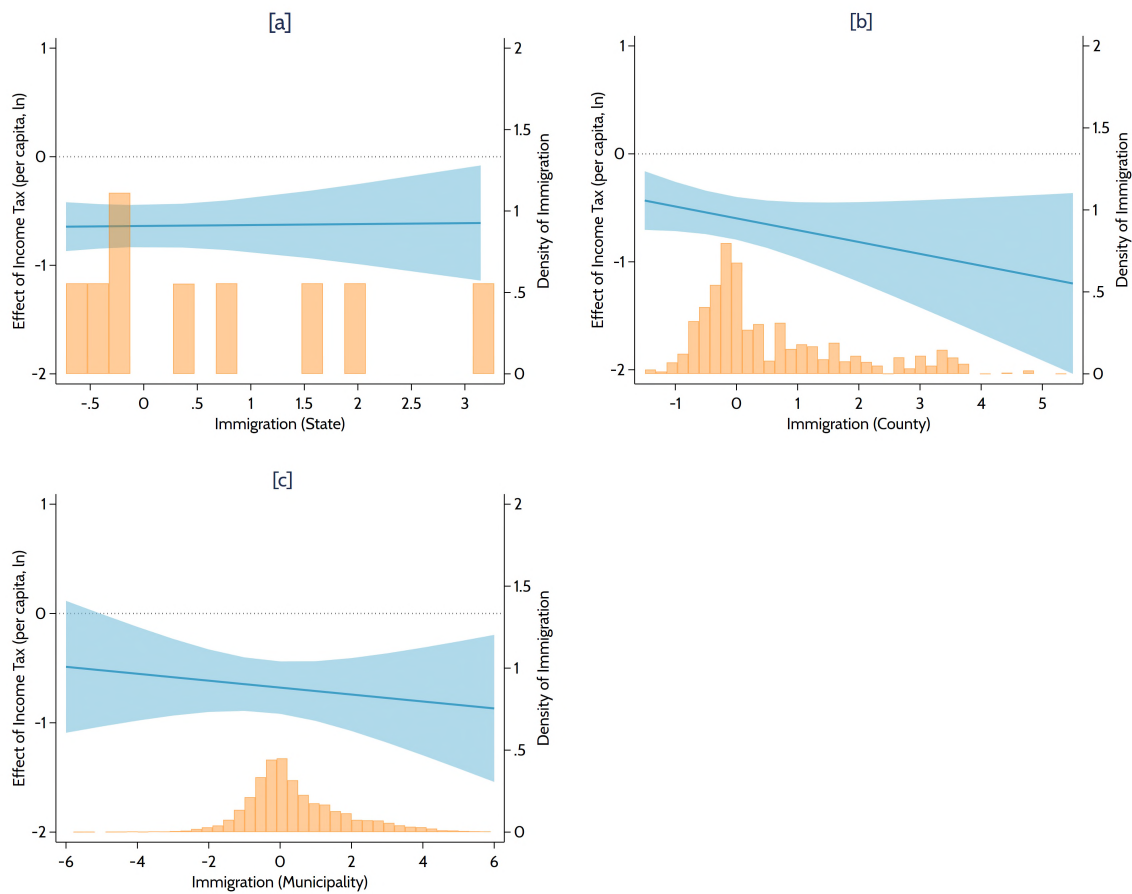 [a]
1
0
-1
-2
Effect of Income Tax (per capita, ln)
2
1.5
1
.5
0
Density of Immigration
-.5 0 .5 1 1.5 2 2.5 3
Immigration (State)
[b]
1
0
-1
-2
Effect of Income Tax (per capita, ln)
2
1.5
1
.5
0
Density of Immigration
-1 0 1 2 3 4 5
Immigration (County)
[c]
1
0
-1
-2
Effect of Income Tax (per capita, ln)
2
1.5
1
.5
0
Density of Immigration
-6 -4 -2 0 2 4 6
Immigration (Municipality)